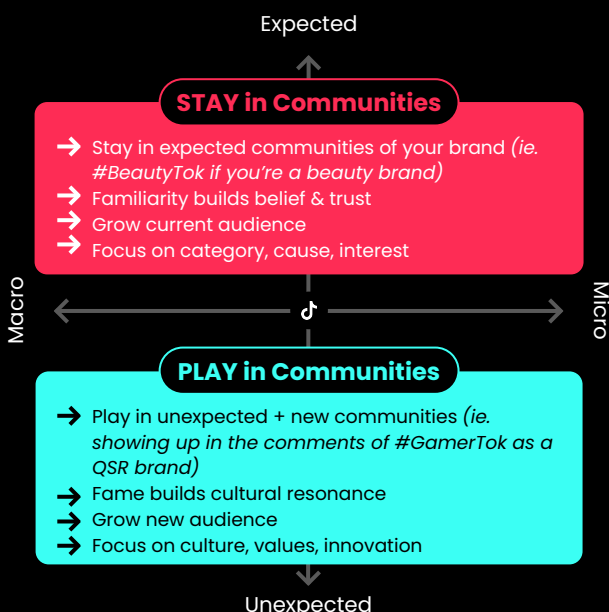 Expected
STAY in Communities
Stay in expected communities of your brand (ie.
#BeautyTok if you're a beauty brand)
Familiarity builds belief & trust
Grow current audience
Focus on category, cause, interest
Macro
Micro
PLAY in Communities
Play in unexpected + new communities (ie.
showing up in the comments of #GamerTok as a
QSR brand)
Fame builds cultural resonance
Grow new audience
Focus on culture, values, innovation
Unexpected